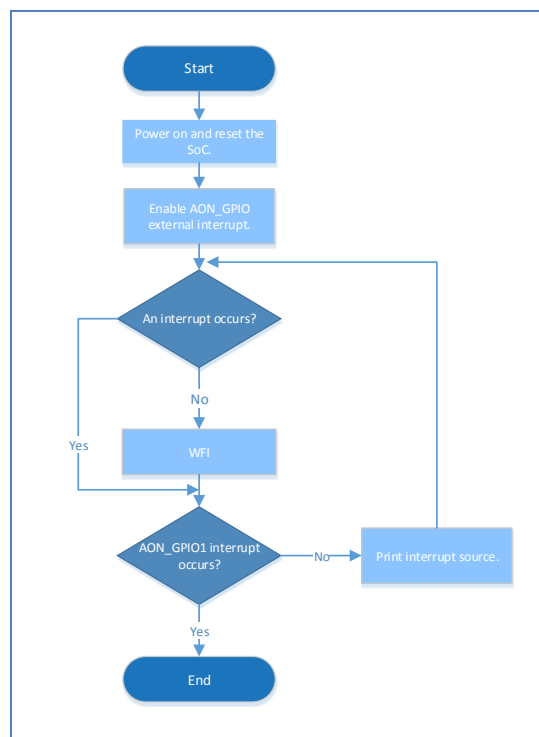 Start
Power on and reset the
SoC.
Enable AON_GPIO
external interrupt.
An interrupt occurs?
No
Yes
WFI
AON_GPIO1 interrupt
occurs?
No
Print interrupt source.
Yes
End